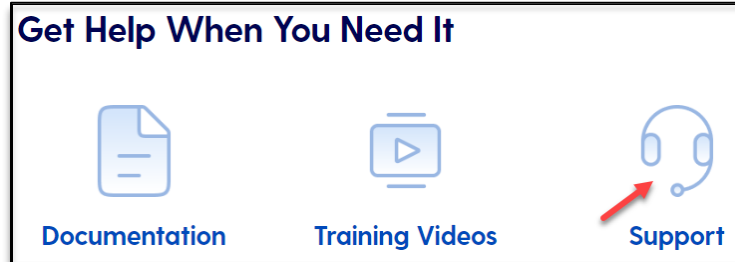 Get Help When You Need It
Documentation
Training Videos
Support